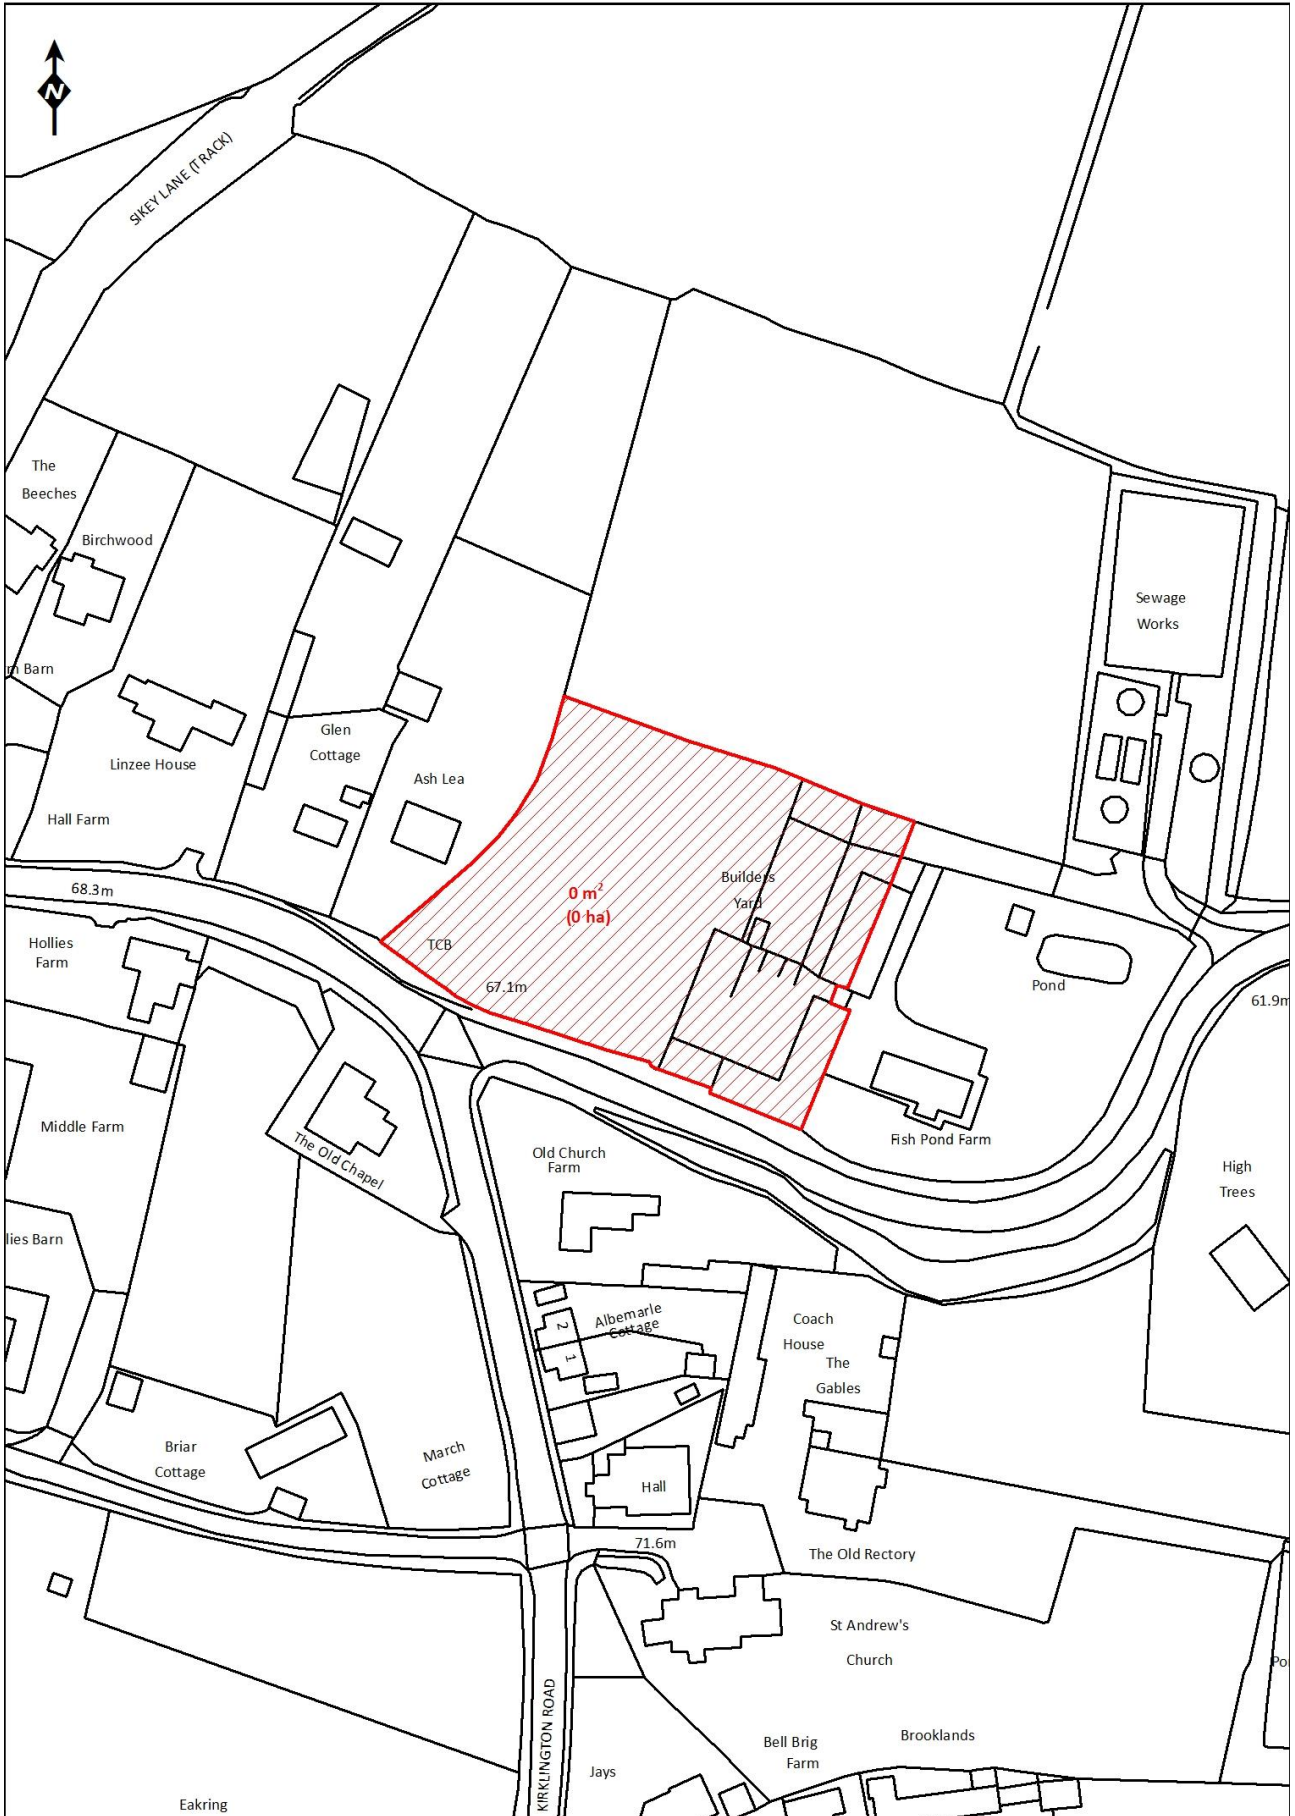 N
SIKEY LANE (TRACK)
The
Beeches
Birchwood
Sewage
Works
m Barn
Glen
Cottage
Linzee House
Ash Lea
Hall Farm
Builders
Yard
68.3m
0 m²
(0 ha)
TCB
Hollies
Farm
67.1m
Pond
61.9m
Middle Farm
The Old Chapel
Fish Pond Farm
Old Church
Farm
High
Trees
lies Barn
Albemarle
Cottage
2
1
Coach
House
The
Gables
Briar
Cottage
March
Cottage
Hall
71.6m
The Old Rectory
St Andrew's
Church
Po
KIRKLINGTON ROAD
Brooklands
Bell Brig
Farm
Jays
Eakring